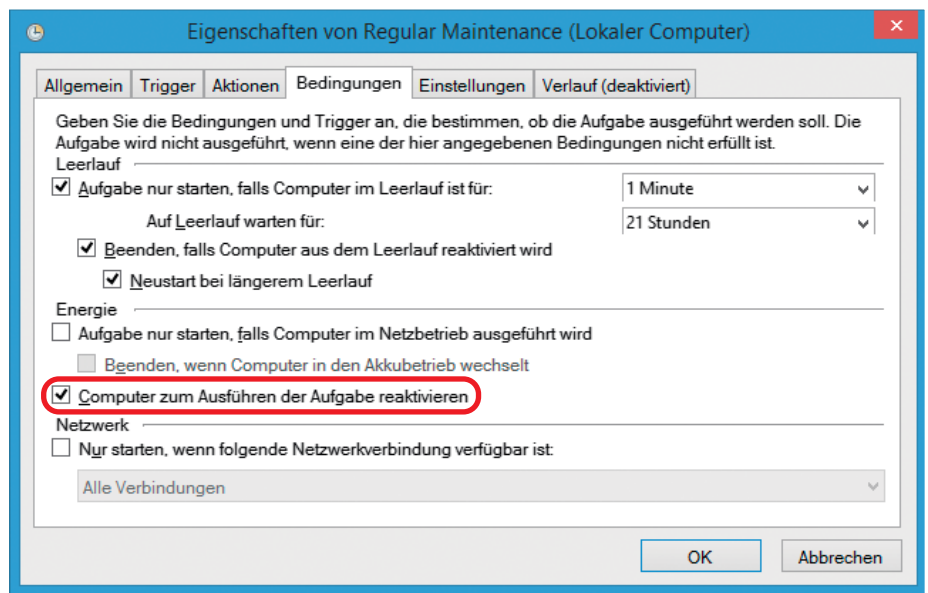 Eigenschaften von Regular Maintenance (Lokaler Computer)
Allgemein Trigger Aktionen Bedingungen Einstellungen Verlauf (deaktiviert)
Geben Sie die Bedingungen und Trigger an, die bestimmen, ob die Aufgabe ausgeführt werden soll. Die
Aufgabe wird nicht ausgeführt, wenn eine der hier angegebenen Bedingungen nicht erfüllt ist.
Leerlauf
Aufgabe nur starten, falls Computer im Leerlauf ist für: 1 Minute
Auf Leerlauf warten für: 21 Stunden
Beenden, falls Computer aus dem Leerlauf reaktiviert wird
Neustart bei längerem Leerlauf
Energie
Aufgabe nur starten, falls Computer im Netzbetrieb ausgeführt wird
Beenden, wenn Computer in den Akkubetrieb wechselt
Computer zum Ausführen der Aufgabe reaktivieren
Netzwerk
Nur starten, wenn folgende Netzwerkverbindung verfügbar ist:
Alle Verbindungen
OK Abbrechen